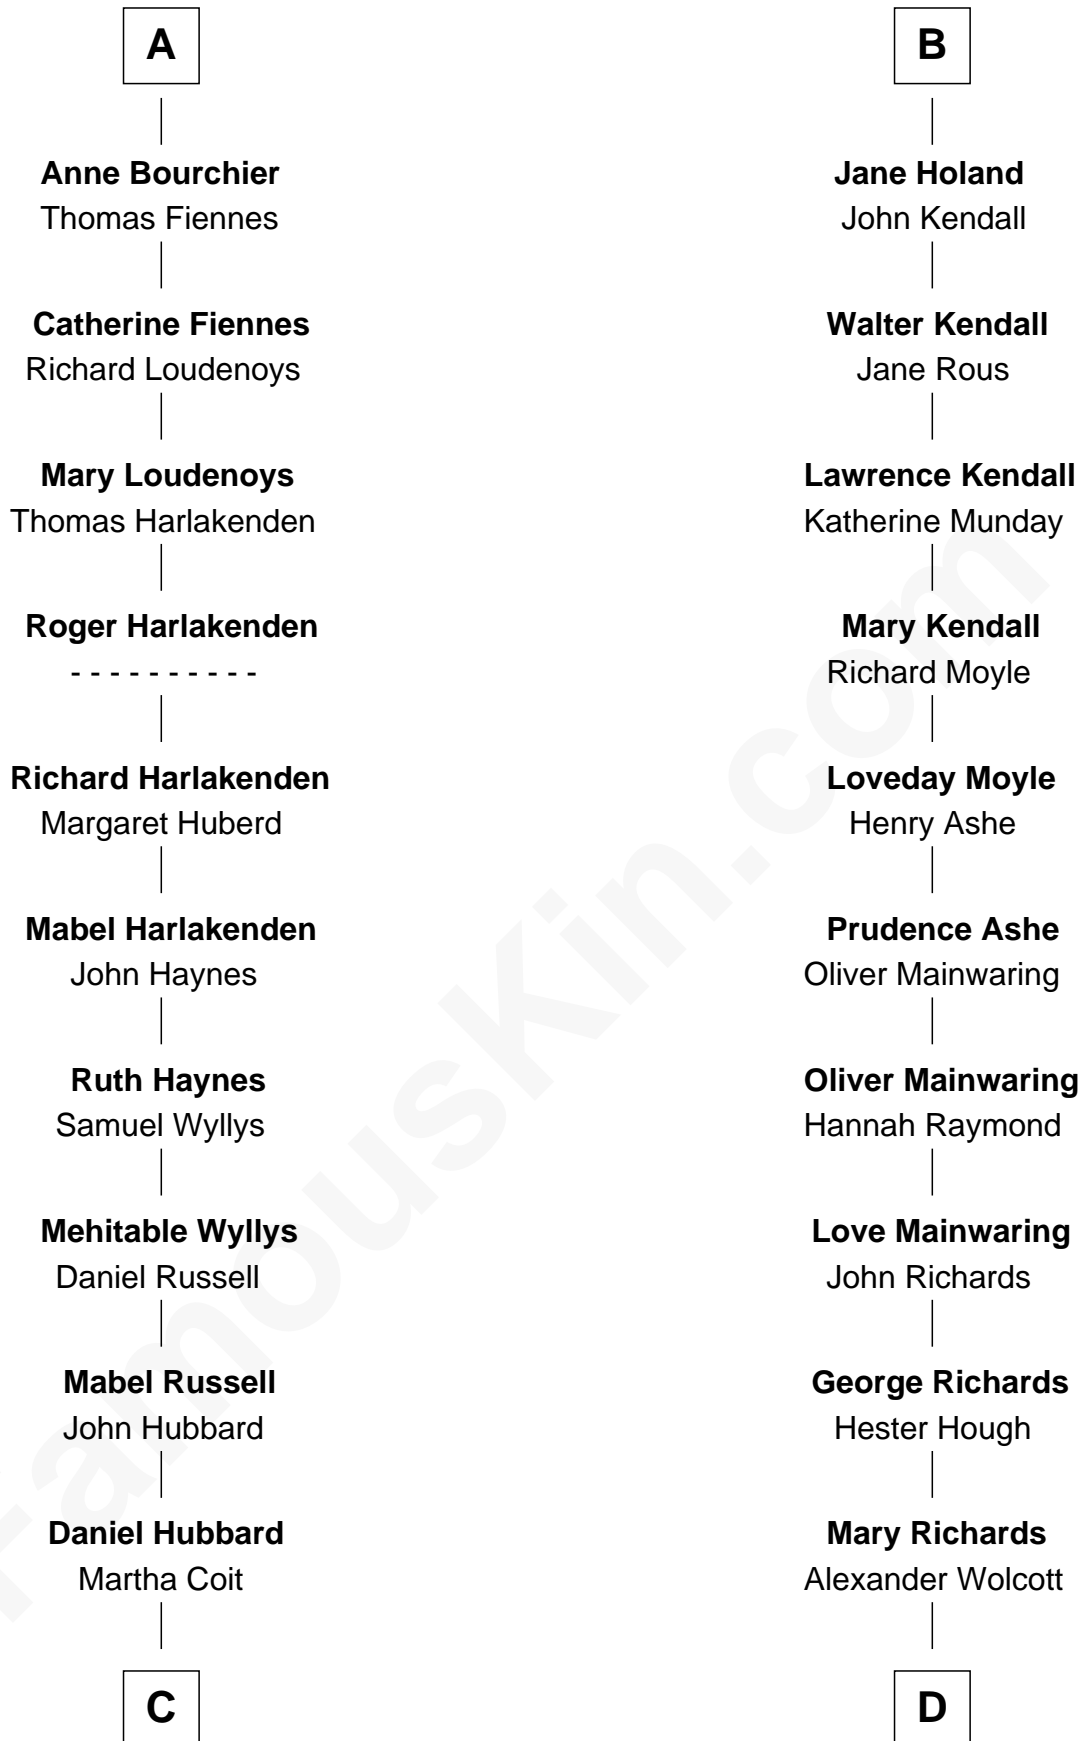 A
Anne Bourchier
Thomas Fiennes
Catherine Fiennes
Richard Loudenoys
Mary Loudenoys
Thomas Harlakenden
Roger Harlakenden
- - - - - - - - - -
Richard Harlakenden
Margaret Huberd
Mabel Harlakenden
John Haynes
Ruth Haynes
Samuel Wyllys
Mehitable Wyllys
Daniel Russell
Mabel Russell
John Hubbard
Daniel Hubbard
Martha Coit
C
B
Jane Holand
John Kendall
Walter Kendall
Jane Rous
Lawrence Kendall
Katherine Munday
Mary Kendall
Richard Moyle
Loveday Moyle
Henry Ashe
Prudence Ashe
Oliver Mainwaring
Oliver Mainwaring
Hannah Raymond
Love Mainwaring
John Richards
George Richards
Hester Hough
Mary Richards
Alexander Wolcott
D
FamousKin.com